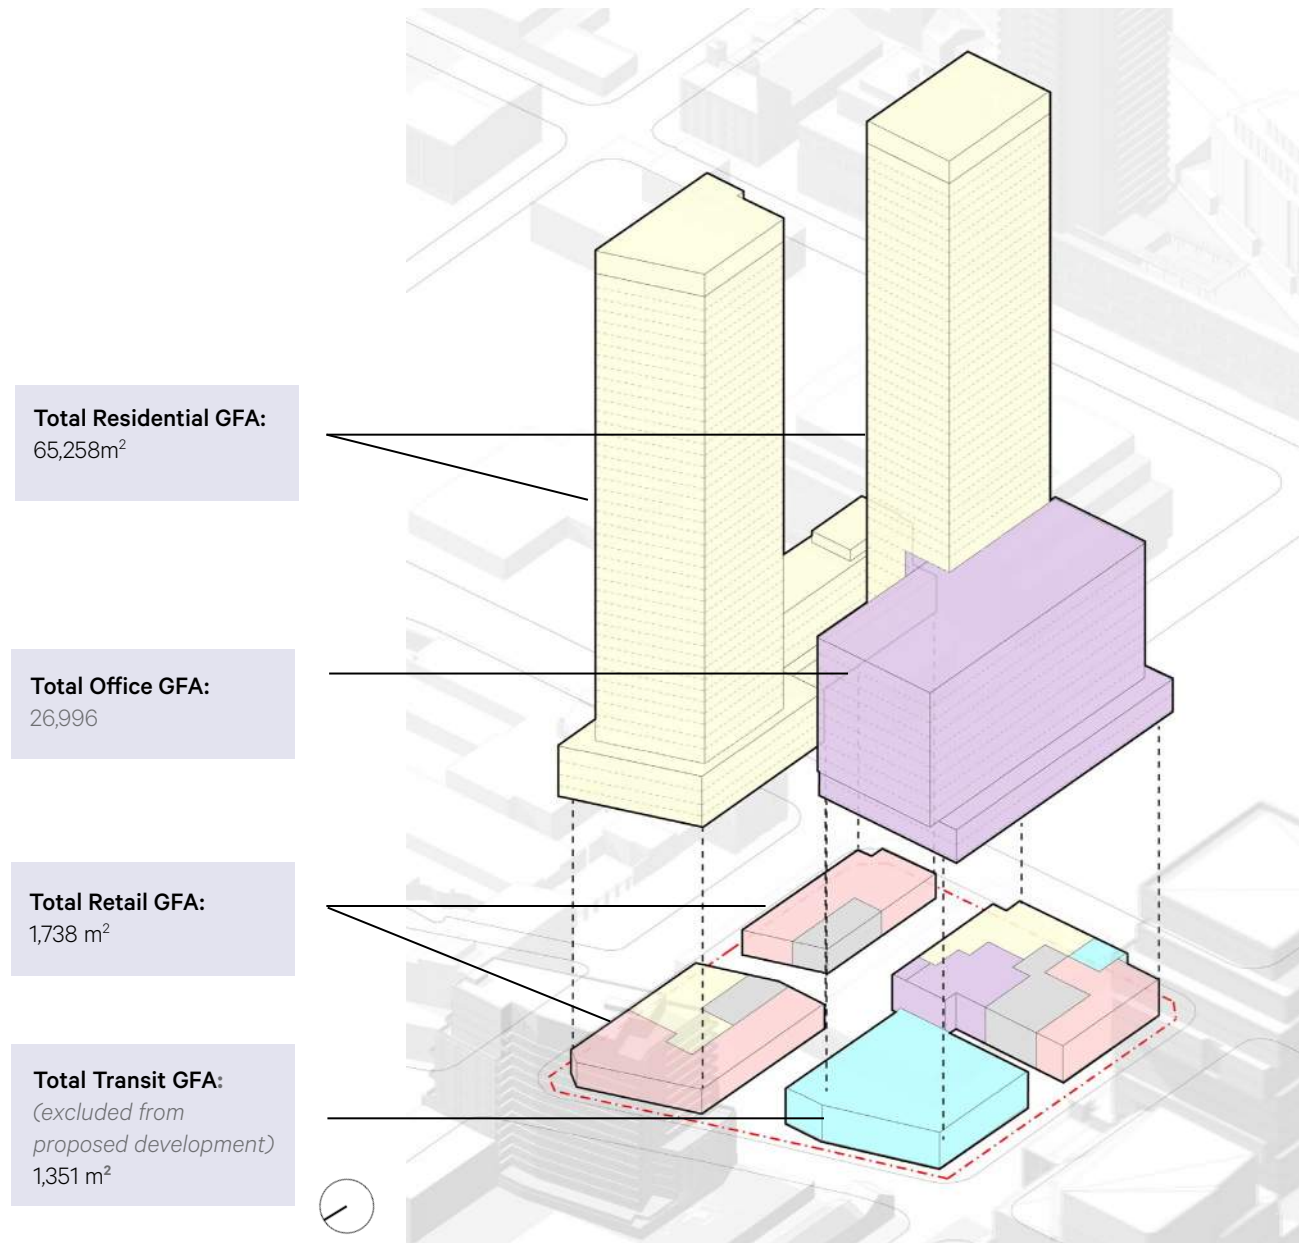 Total Residential GFA:
65,258m²
Total Office GFA:
26,996
Total Retail GFA:
1,738 m²
Total Transit GFA:
(excluded from
proposed development)
1,351 m²